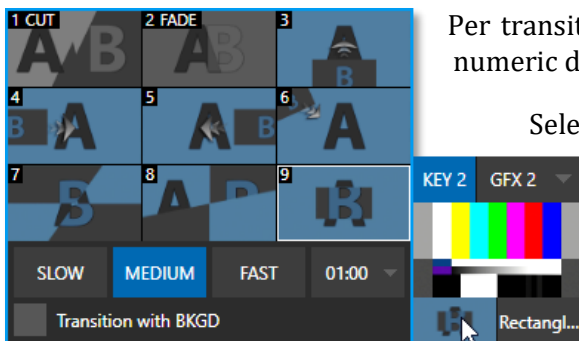 1 CUT
2 FADE
3
4
5
6
7
8
9
A B
A B
A
B
B A
A B
A
B
A B
B
SLOW MEDIUM FAST 01:00
Transition with BKGD
Per transit
numeric d
Sele
KEY 2 GFX 2
Rectangl...